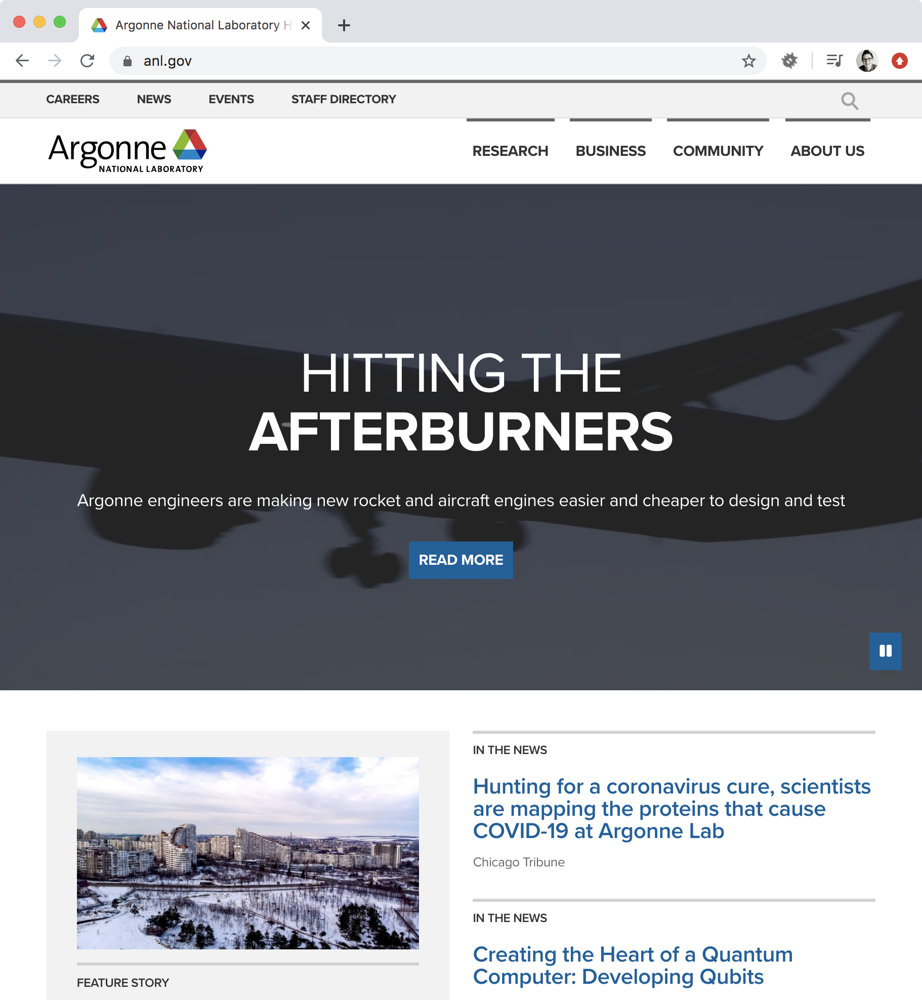 Argonne National Laboratory H
anl.gov
CAREERS
NEWS
EVENTS
STAFF DIRECTORY
Argonne
NATIONAL LABORATORY
RESEARCH
BUSINESS
COMMUNITY
ABOUT US
HITTING THE
AFTERBURNERS
Argonne engineers are making new rocket and aircraft engines easier and cheaper to design and test
READ MORE
FEATURE STORY
IN THE NEWS
Hunting for a coronavirus cure, scientists
are mapping the proteins that cause
COVID-19 at Argonne Lab
Chicago Tribune
IN THE NEWS
Creating the Heart of a Quantum
Computer: Developing Qubits